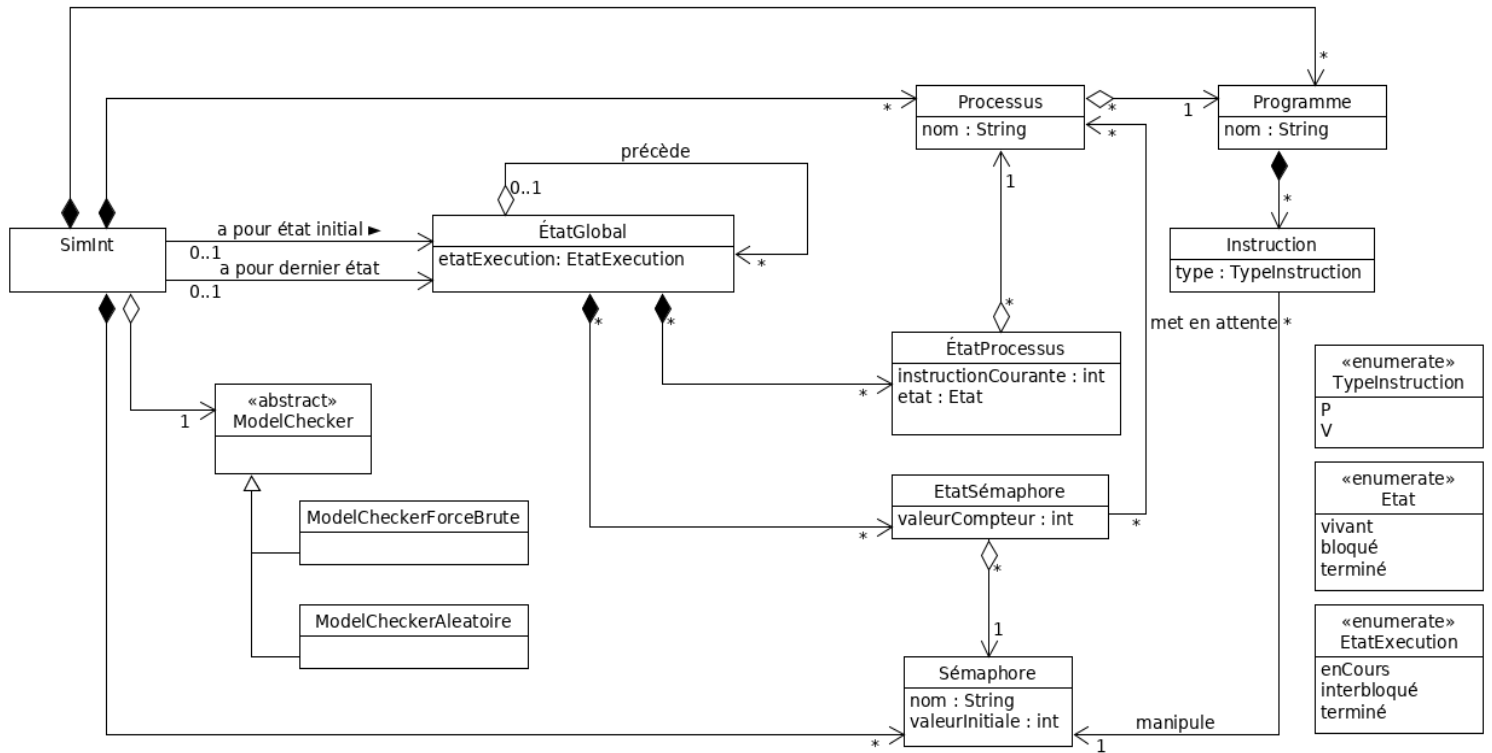 *
Processus
nom : String
*
*
1
Programme
nom : String
*
précède
0..1
*
SimInt
a pour état initial ►
0..1
a pour dernier état
0..1
ÉtatGlobal
etatExecution: EtatExecution
*
*
*
1
*
Instruction
type : TypeInstruction
met en attente *
ÉtatProcessus
instructionCourante : int
etat : Etat
*
«enumerate»
TypeInstruction
P
V
«abstract»
ModelChecker
1
ModelCheckerForceBrute
ModelCheckerAleatoire
EtatSémaphore
valeurCompteur : int
*
*
*
«enumerate»
Etat
vivant
bloqué
terminé
«enumerate»
EtatExecution
enCours
interbloqué
terminé
1
Sémaphore
nom : String
valeurInitiale : int
*
manipule
1